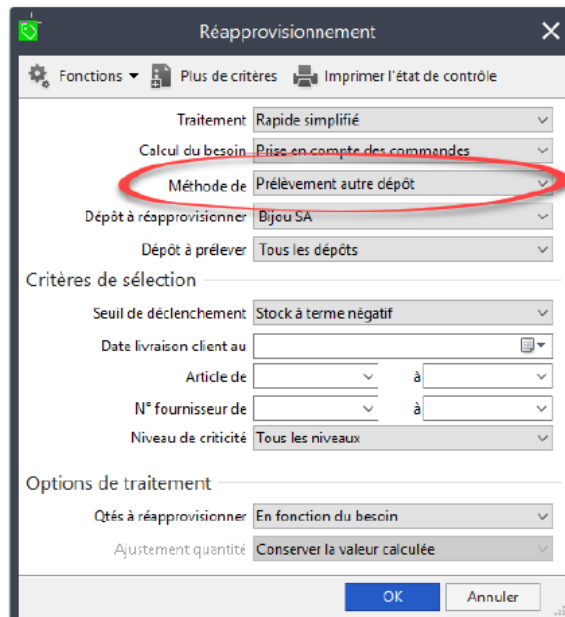 Réapprovisionnement
Fonctions Plus de critères Imprimer l'état de contrôle
Traitement Rapide simplifié
Calcul du besoin Prise en compte des commandes
Méthode de Prélèvement autre dépôt
Dépôt à réapprovisionner Bijou SA
Dépôt à prélever Tous les dépôts
Critères de sélection
Seuil de déclenchement Stock à terme négatif
Date livraison client au
Article de à
N° fournisseur de à
Niveau de criticité Tous les niveaux
Options de traitement
Qtés à réapprovisionner En fonction du besoin
Ajustement quantité Conserver la valeur calculée
OK Annuler